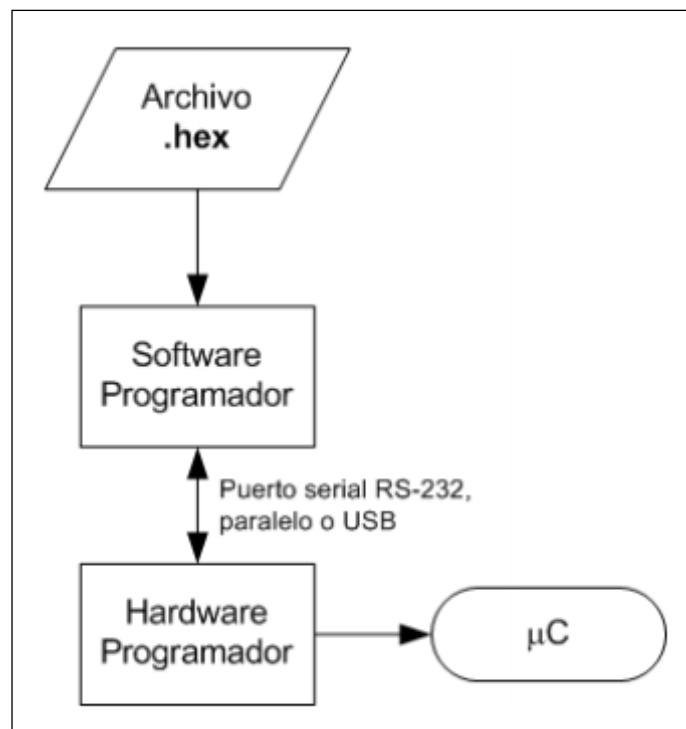 Archivo
.hex
Software
Programador
Puerto serial RS-232,
paralelo o USB
Hardware
Programador
μC